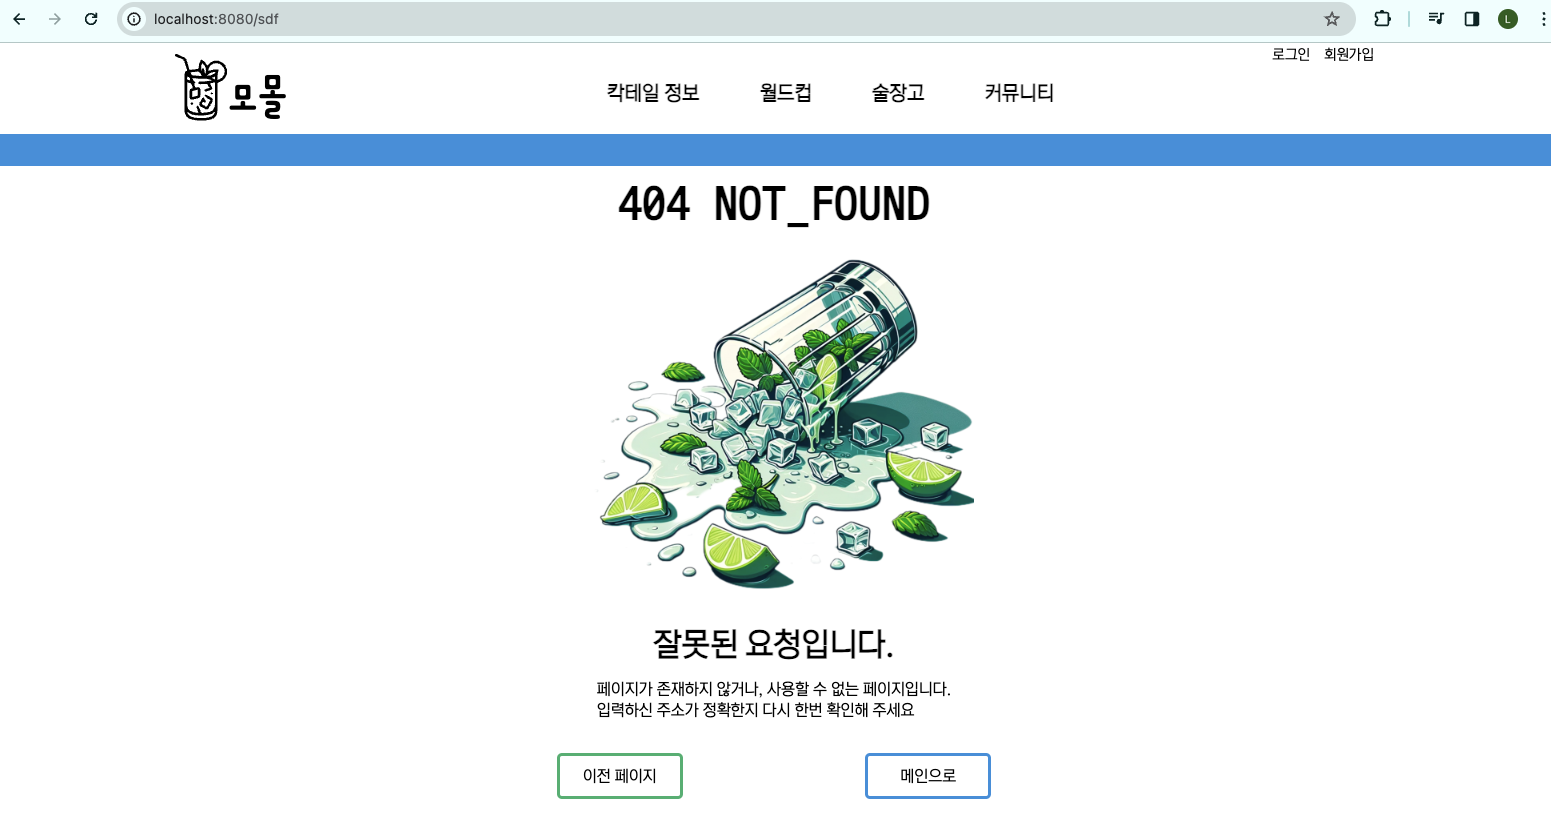 localhost:8080/sdf
L
로그인 회원가입
모몰
칵테일 정보 월드컵 술장고 커뮤니티
404 NOT_FOUND
잘못된 요청입니다.
페이지가 존재하지 않거나, 사용할 수 없는 페이지입니다.
입력하신 주소가 정확한지 다시 한번 확인해 주세요
이전 페이지 메인으로